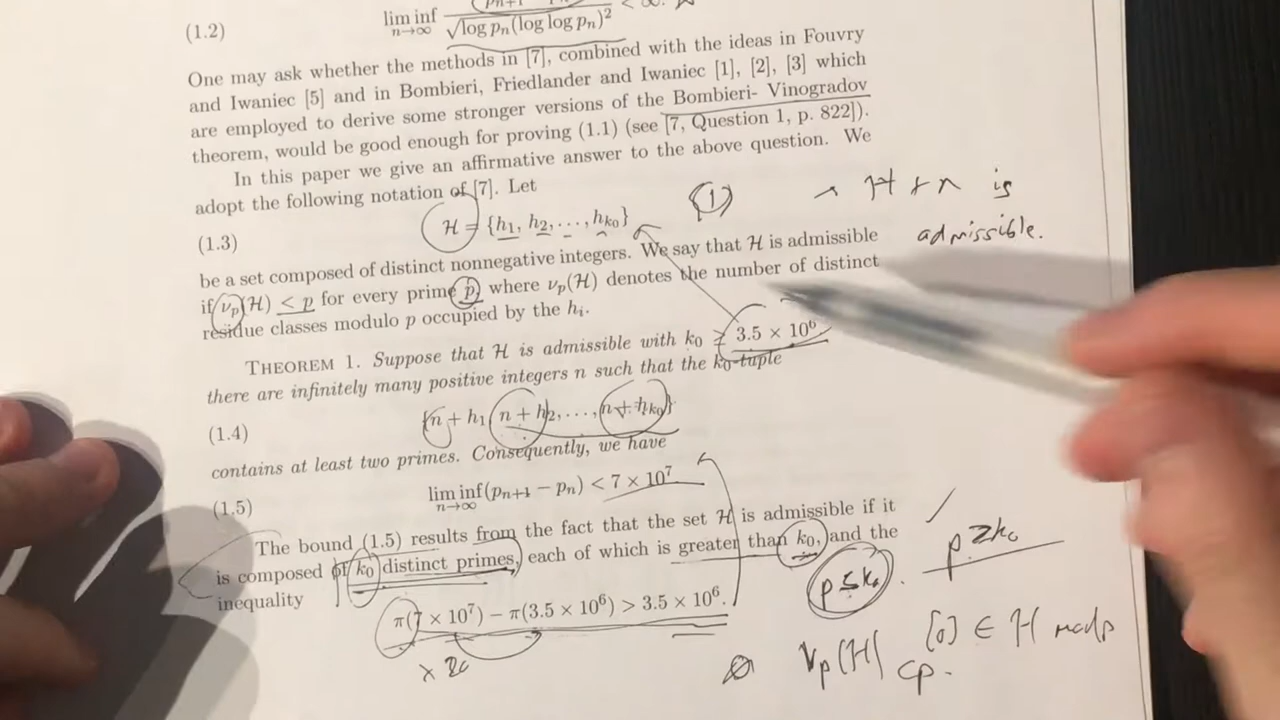 (1.2) lim inf n→∞ √log pₙ(log log pₙ)² < ∞.
One may ask whether the methods in [7], combined with the ideas in Fouvry
and Iwaniec [5] and in Bombieri, Friedlander and Iwaniec [1], [2], [3] which
are employed to derive some stronger versions of the Bombieri- Vinogradov
theorem, would be good enough for proving (1.1) (see [7, Question 1, p. 822]).
In this paper we give an affirmative answer to the above question. We
adopt the following notation of [7]. Let
① H + n is
admissible.
(1.3) H = {h₁, h₂, . . . , hₖ₀}
be a set composed of distinct nonnegative integers. We say that H is admissible
if νₚ(H) < p for every prime p, where νₚ(H) denotes the number of distinct
residue classes modulo p occupied by the hᵢ.
THEOREM 1. Suppose that H is admissible with k₀ ≥ 3.5 × 10⁶
there are infinitely many positive integers n such that the k₀-tuple
(1.4) {n + h₁ n + h₂, . . . , n + hₖ₀}
contains at least two primes. Consequently, we have
(1.5) lim inf n→∞ (pₙ₊₁ − pₙ) < 7 × 10⁷
The bound (1.5) results from the fact that the set H is admissible if it
is composed of k₀ distinct primes, each of which is greater than k₀, and the
inequality
p ≤ k₀. p ≥ k₀
π(7 × 10⁷) − π(3.5 × 10⁶) > 3.5 × 10⁶.
× 20
νₚ(H) [0] ∈ H mod p
< p.